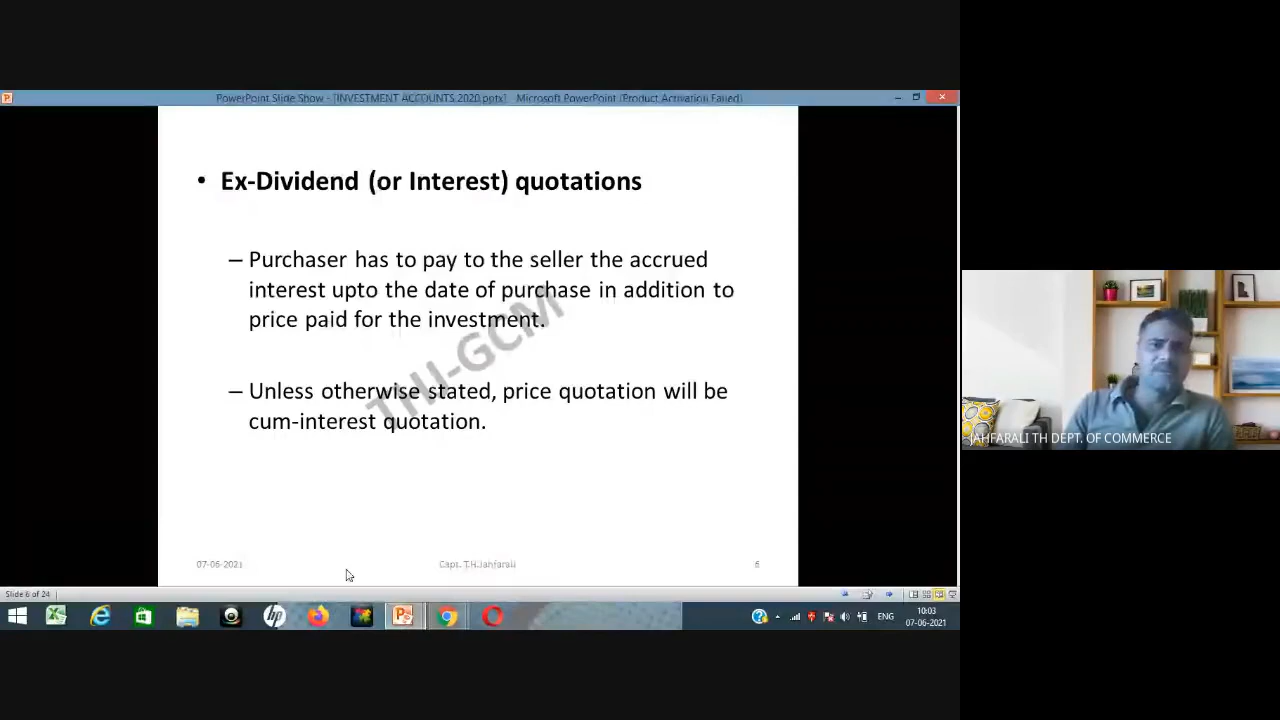 PowerPoint Slide Show - [INVESTMENT ACCOUNTS 2020.pptx] - Microsoft PowerPoint (Product Activation Failed)
• Ex-Dividend (or Interest) quotations
– Purchaser has to pay to the seller the accrued
interest upto the date of purchase in addition to
price paid for the investment.
– Unless otherwise stated, price quotation will be
cum-interest quotation.
THJ-GCM
07-06-2021
Capt. T.H.Jahfarali
6
Slide 6 of 24
ENG
10:03
07-06-2021
JAHFARALI TH DEPT. OF COMMERCE